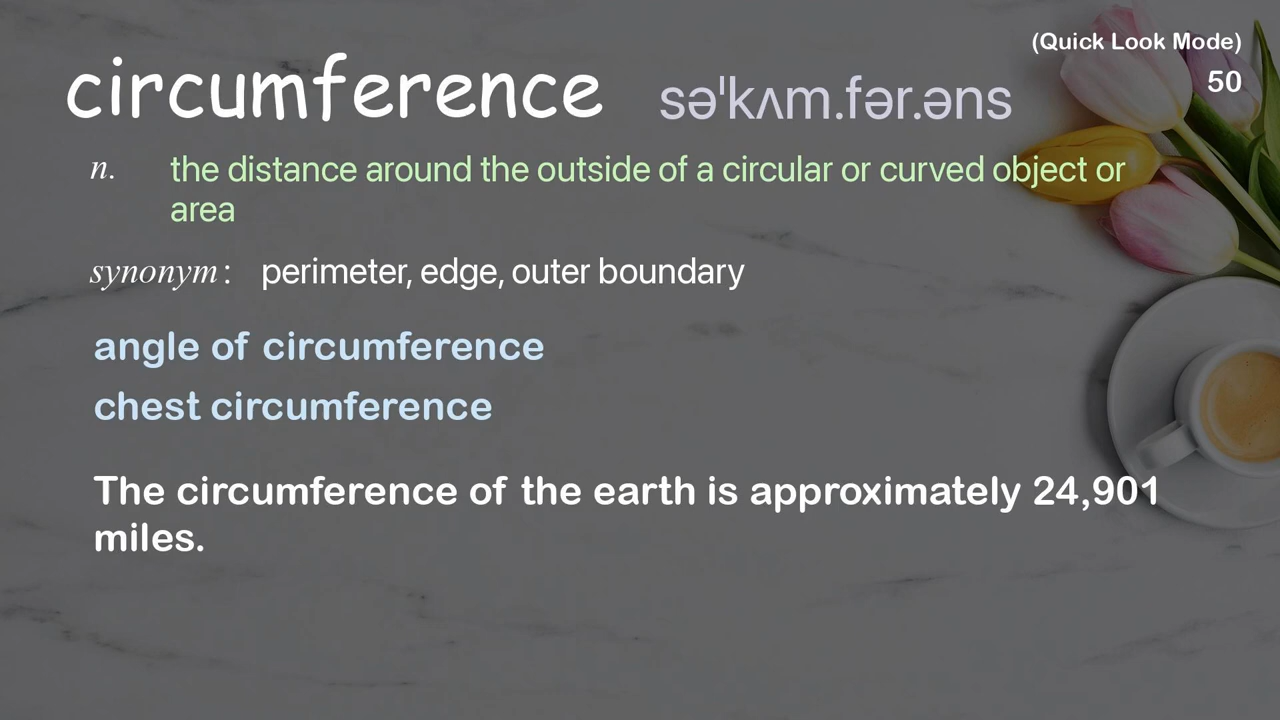 (Quick Look Mode)
50
circumference səˈkʌm.fər.əns
n. the distance around the outside of a circular or curved object or
area
synonym: perimeter, edge, outer boundary
angle of circumference
chest circumference
The circumference of the earth is approximately 24,901
miles.